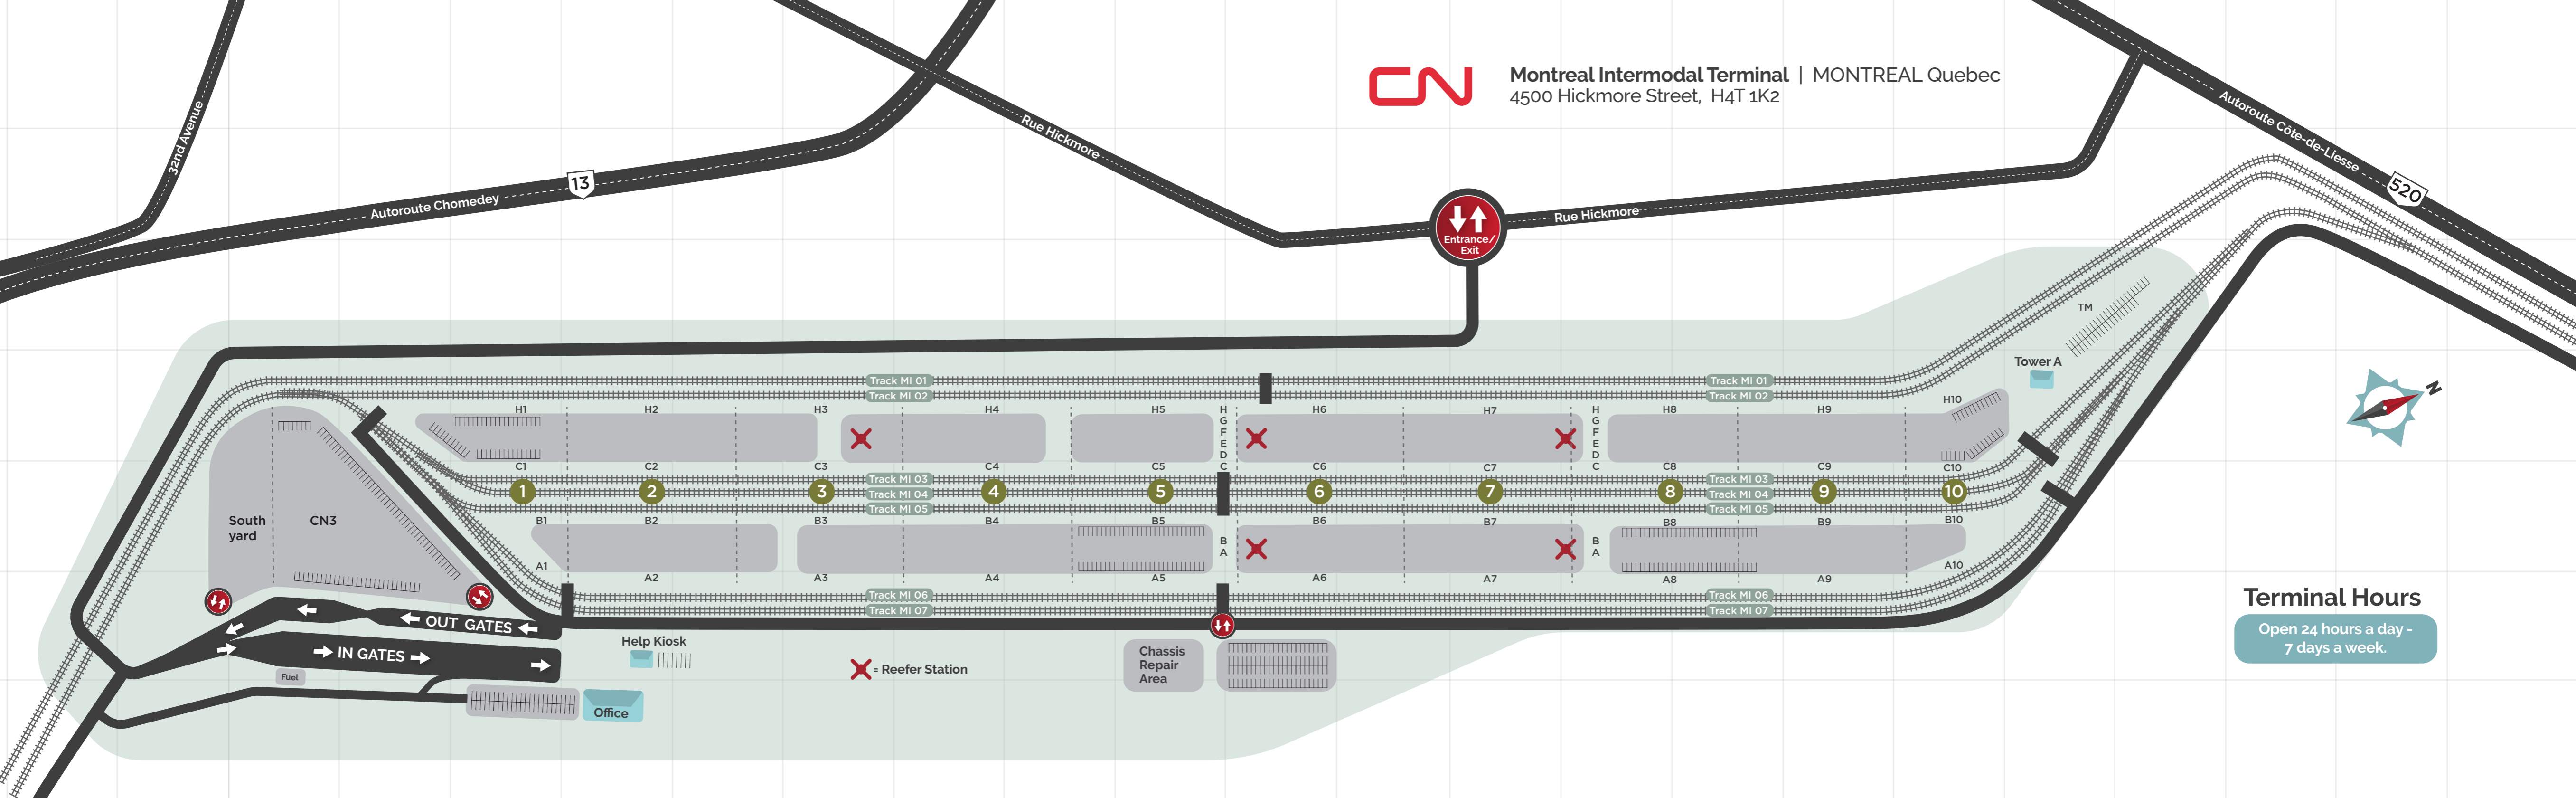 CN
Montreal Intermodal Terminal | MONTREAL Quebec
4500 Hickmore Street, H4T 1K2
32nd Avenue
Autoroute Chomedey
13
Rue Hickmore
Entrance/
Exit
Rue Hickmore
Autoroute Côte-de-Liesse
520
N
TM
Tower A
Track MI 01
Track MI 01
Track MI 02
Track MI 02
H1 H2 H3 H4 H5 H6 H7 H8 H9 H10
H
G
F
E
D
C
H
G
F
E
D
C
C1 C2 C3 C4 C5 C6 C7 C8 C9 C10
Track MI 03
Track MI 03
1 2 3 4 5 6 7 8 9 10
Track MI 04
Track MI 04
Track MI 05
Track MI 05
B1 B2 B3 B4 B5 B6 B7 B8 B9 B10
B
A
B
A
A1 A2 A3 A4 A5 A6 A7 A8 A9 A10
Track MI 06
Track MI 06
Track MI 07
Track MI 07
South
yard
CN3
OUT GATES
IN GATES
Fuel
Help Kiosk
Office
= Reefer Station
Chassis
Repair
Area
Terminal Hours
Open 24 hours a day -
7 days a week.